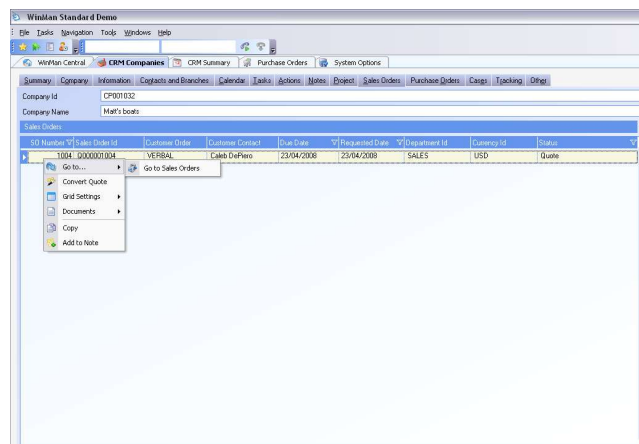 WinMan Standard Demo
File Tasks Navigation Tools Windows Help
WinMan Central CRM Companies CRM Summary Purchase Orders System Options
Summary Company Information Contacts and Branches Calendar Tasks Actions Notes Project Sales Orders Purchase Orders Cases Tracking Other
Company Id CP001032
Company Name Matt's boats
Sales Orders
SO Number Sales Order Id Customer Order Customer Contact Due Date Requested Date Department Id Currency Id Status
1004 Q000001004 VERBAL Caleb DePiero 23/04/2008 23/04/2008 SALES USD Quote
Go to... Go to Sales Orders
Convert Quote
Grid Settings
Documents
Copy
Add to Note